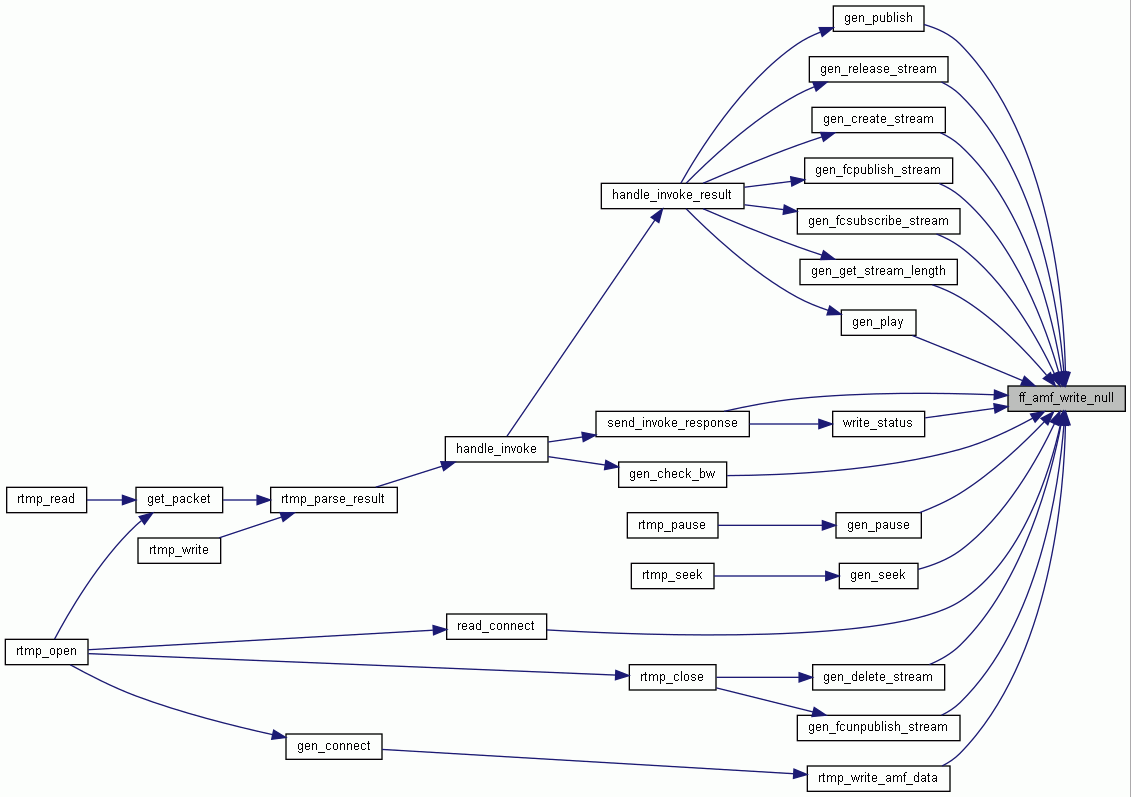 gen_publish
gen_release_stream
gen_create_stream
gen_fcpublish_stream
handle_invoke_result
gen_fcsubscribe_stream
gen_get_stream_length
gen_play
ff_amf_write_null
send_invoke_response
write_status
handle_invoke
gen_check_bw
rtmp_read
get_packet
rtmp_parse_result
rtmp_pause
gen_pause
rtmp_write
rtmp_seek
gen_seek
read_connect
rtmp_open
rtmp_close
gen_delete_stream
gen_fcunpublish_stream
gen_connect
rtmp_write_amf_data